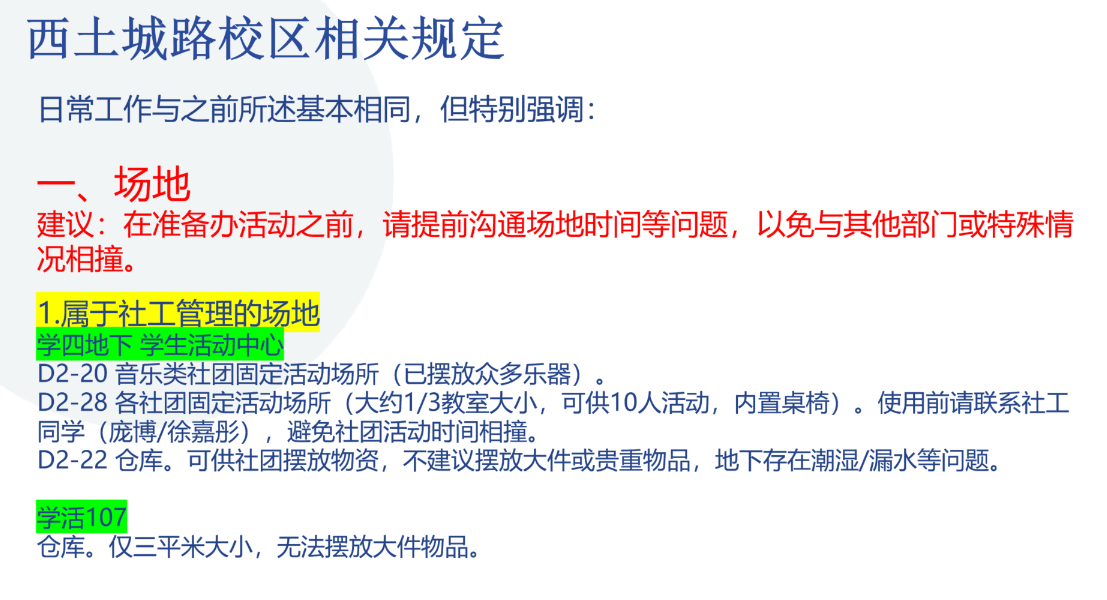 西土城路校区相关规定
日常工作与之前所述基本相同，但特别强调：
一、场地
建议：在准备办活动之前，请提前沟通场地时间等问题，以免与其他部门或特殊情
况相撞。
1.属于社工管理的场地
学四地下 学生活动中心
D2-20 音乐类社团固定活动场所（已摆放众多乐器）。
D2-28 各社团固定活动场所（大约1/3教室大小，可供10人活动，内置桌椅）。使用前请联系社工
同学（庞博/徐嘉彤），避免社团活动时间相撞。
D2-22 仓库。可供社团摆放物资，不建议摆放大件或贵重物品，地下存在潮湿/漏水等问题。
学活107
仓库。仅三平米大小，无法摆放大件物品。